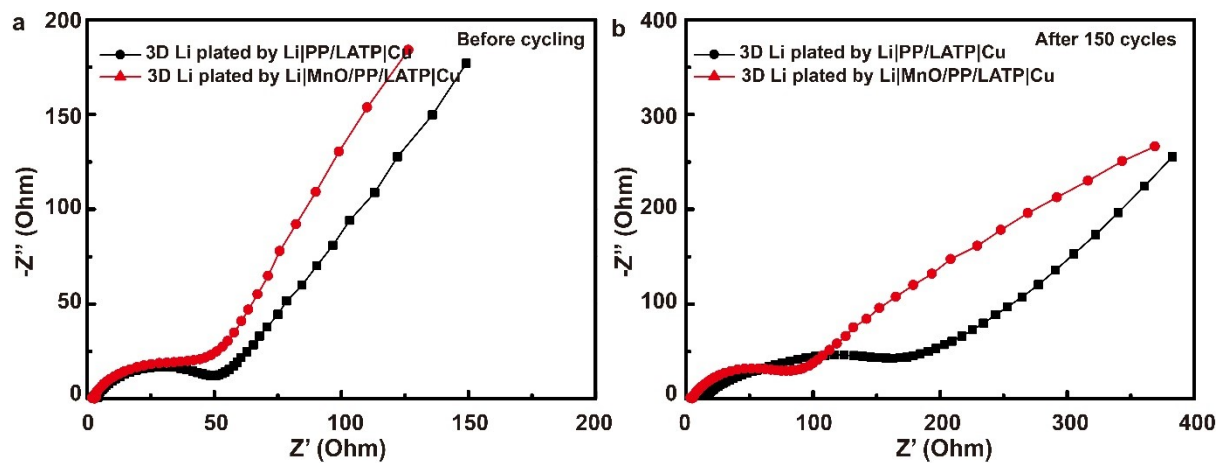 a
200
150
100
50
0
-Z'' (Ohm)
3D Li plated by Li|PP/LATP|Cu
3D Li plated by Li|MnO/PP/LATP|Cu
Before cycling
0 50 100 150 200
Z' (Ohm)
b
400
300
200
100
0
-Z'' (Ohm)
3D Li plated by Li|PP/LATP|Cu
3D Li plated by Li|MnO/PP/LATP|Cu
After 150 cycles
0 100 200 300 400
Z' (Ohm)